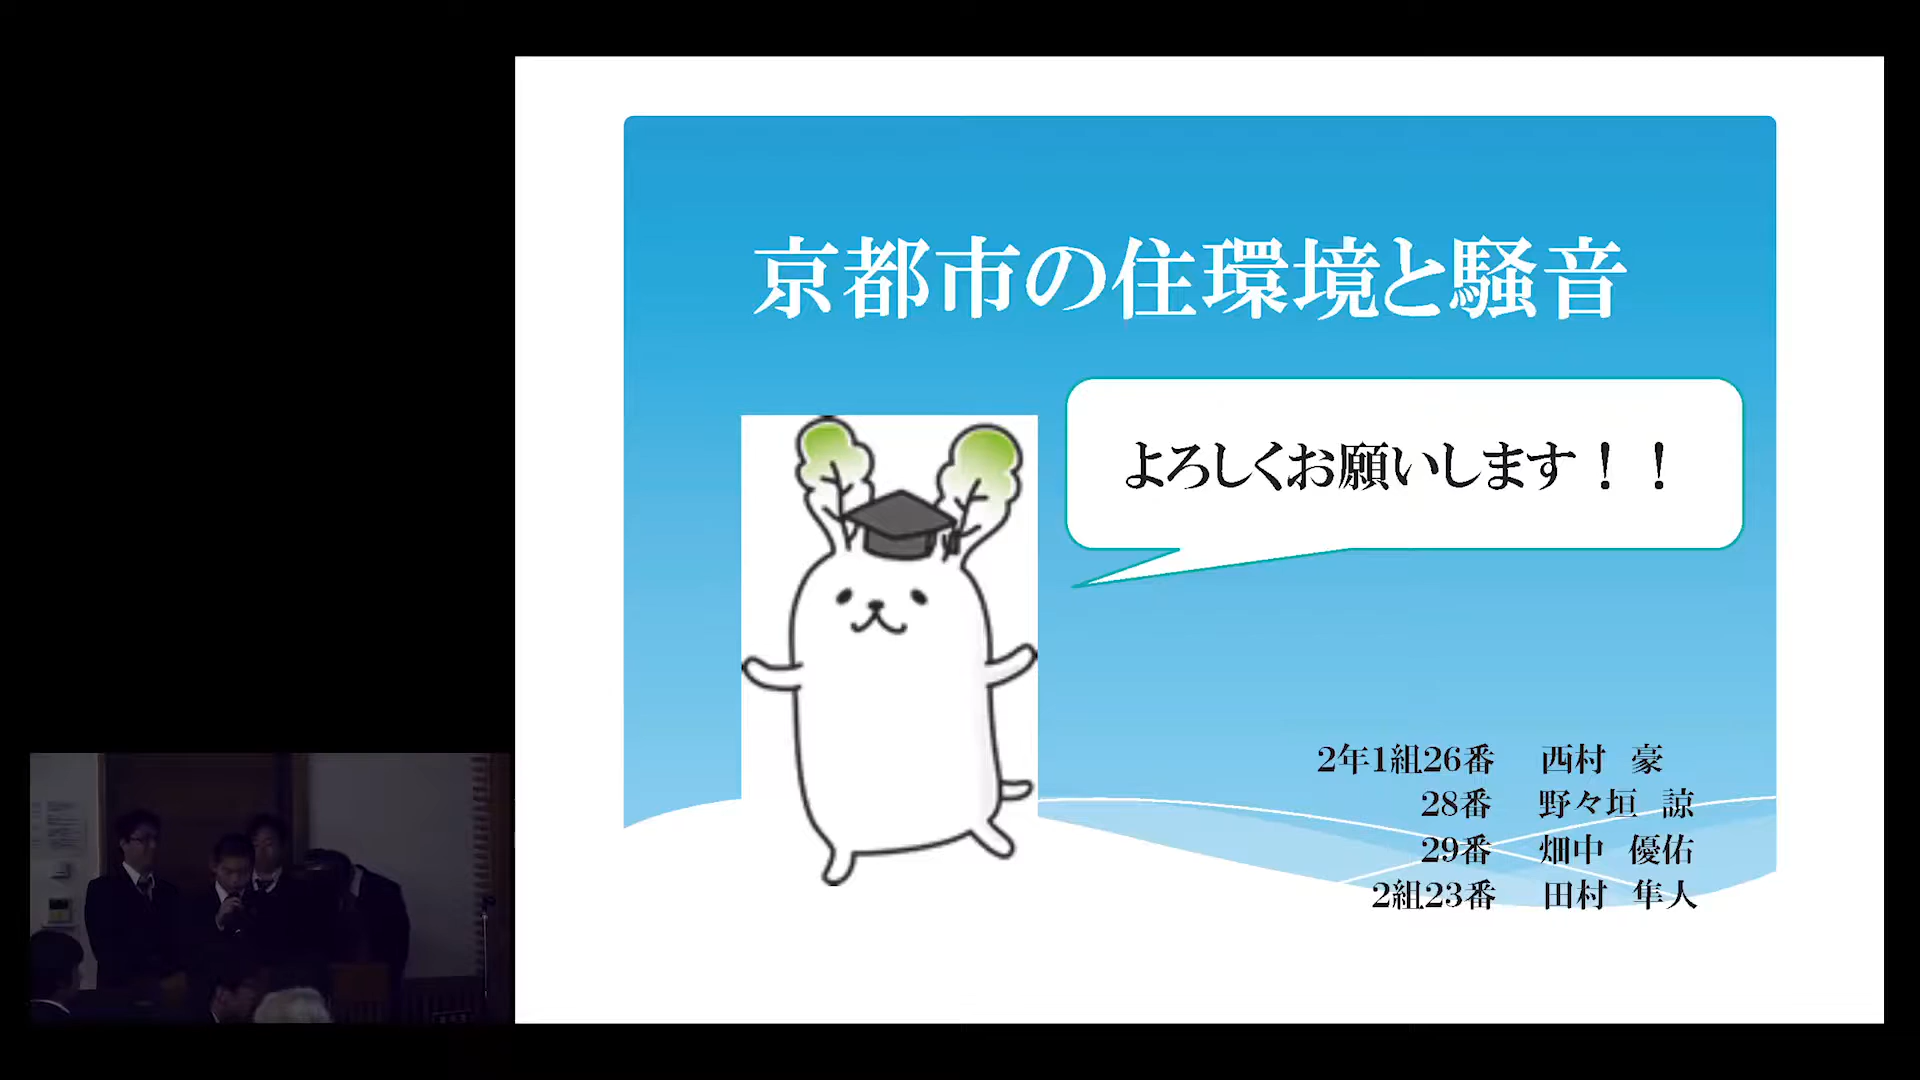 京都市の住環境と騒音
よろしくお願いします！！
2年1組26番　西村　豪
28番　野々垣　諒
29番　畑中　優佑
2組23番　田村　隼人